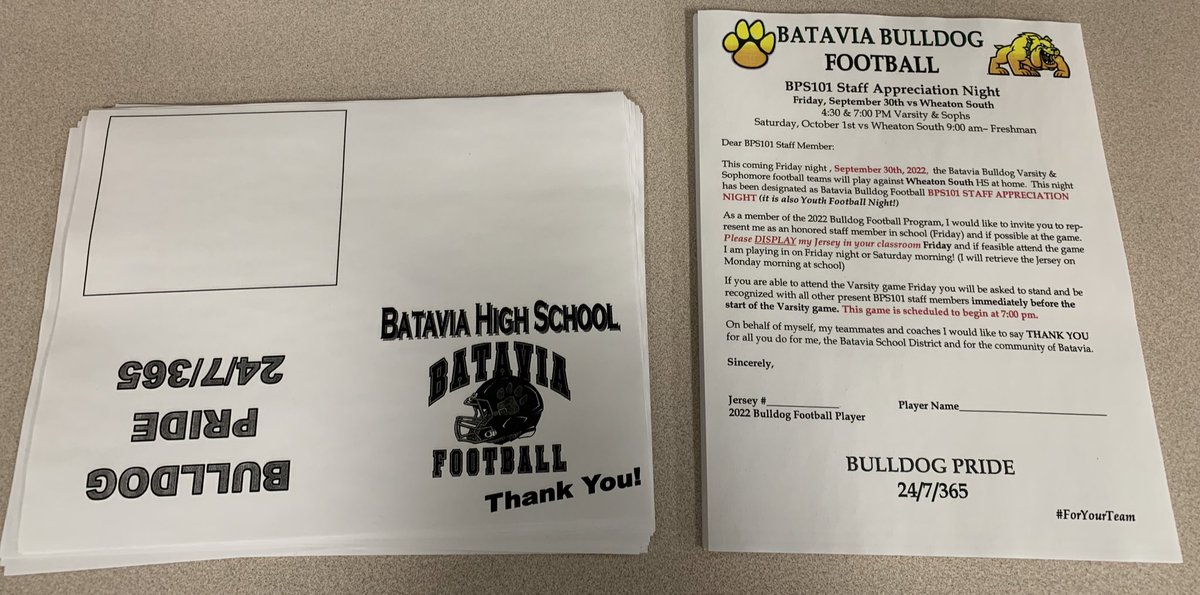 BATAVIA HIGH SCHOOL
BATAVIA
FOOTBALL
Thank You!
BULLDOG
PRIDE
24/7/365
BATAVIA BULLDOG
FOOTBALL
BPS101 Staff Appreciation Night
Friday, September 30th vs Wheaton South
4:30 & 7:00 PM Varsity & Sophs
Saturday, October 1st vs Wheaton South 9:00 am– Freshman
Dear BPS101 Staff Member:
This coming Friday night , September 30th, 2022, the Batavia Bulldog Varsity &
Sophomore football teams will play against Wheaton South HS at home. This night
has been designated as Batavia Bulldog Football BPS101 STAFF APPRECIATION
NIGHT (it is also Youth Football Night!)
As a member of the 2022 Bulldog Football Program, I would like to invite you to rep-
resent me as an honored staff member in school (Friday) and if possible at the game.
Please DISPLAY my Jersey in your classroom Friday and if feasible attend the game
I am playing in on Friday night or Saturday morning! (I will retrieve the Jersey on
Monday morning at school)
If you are able to attend the Varsity game Friday you will be asked to stand and be
recognized with all other present BPS101 staff members immediately before the
start of the Varsity game. This game is scheduled to begin at 7:00 pm.
On behalf of myself, my teammates and coaches I would like to say THANK YOU
for all you do for me, the Batavia School District and for the community of Batavia.
Sincerely,
Jersey #____________ Player Name________________________
2022 Bulldog Football Player
BULLDOG PRIDE
24/7/365
#ForYourTeam